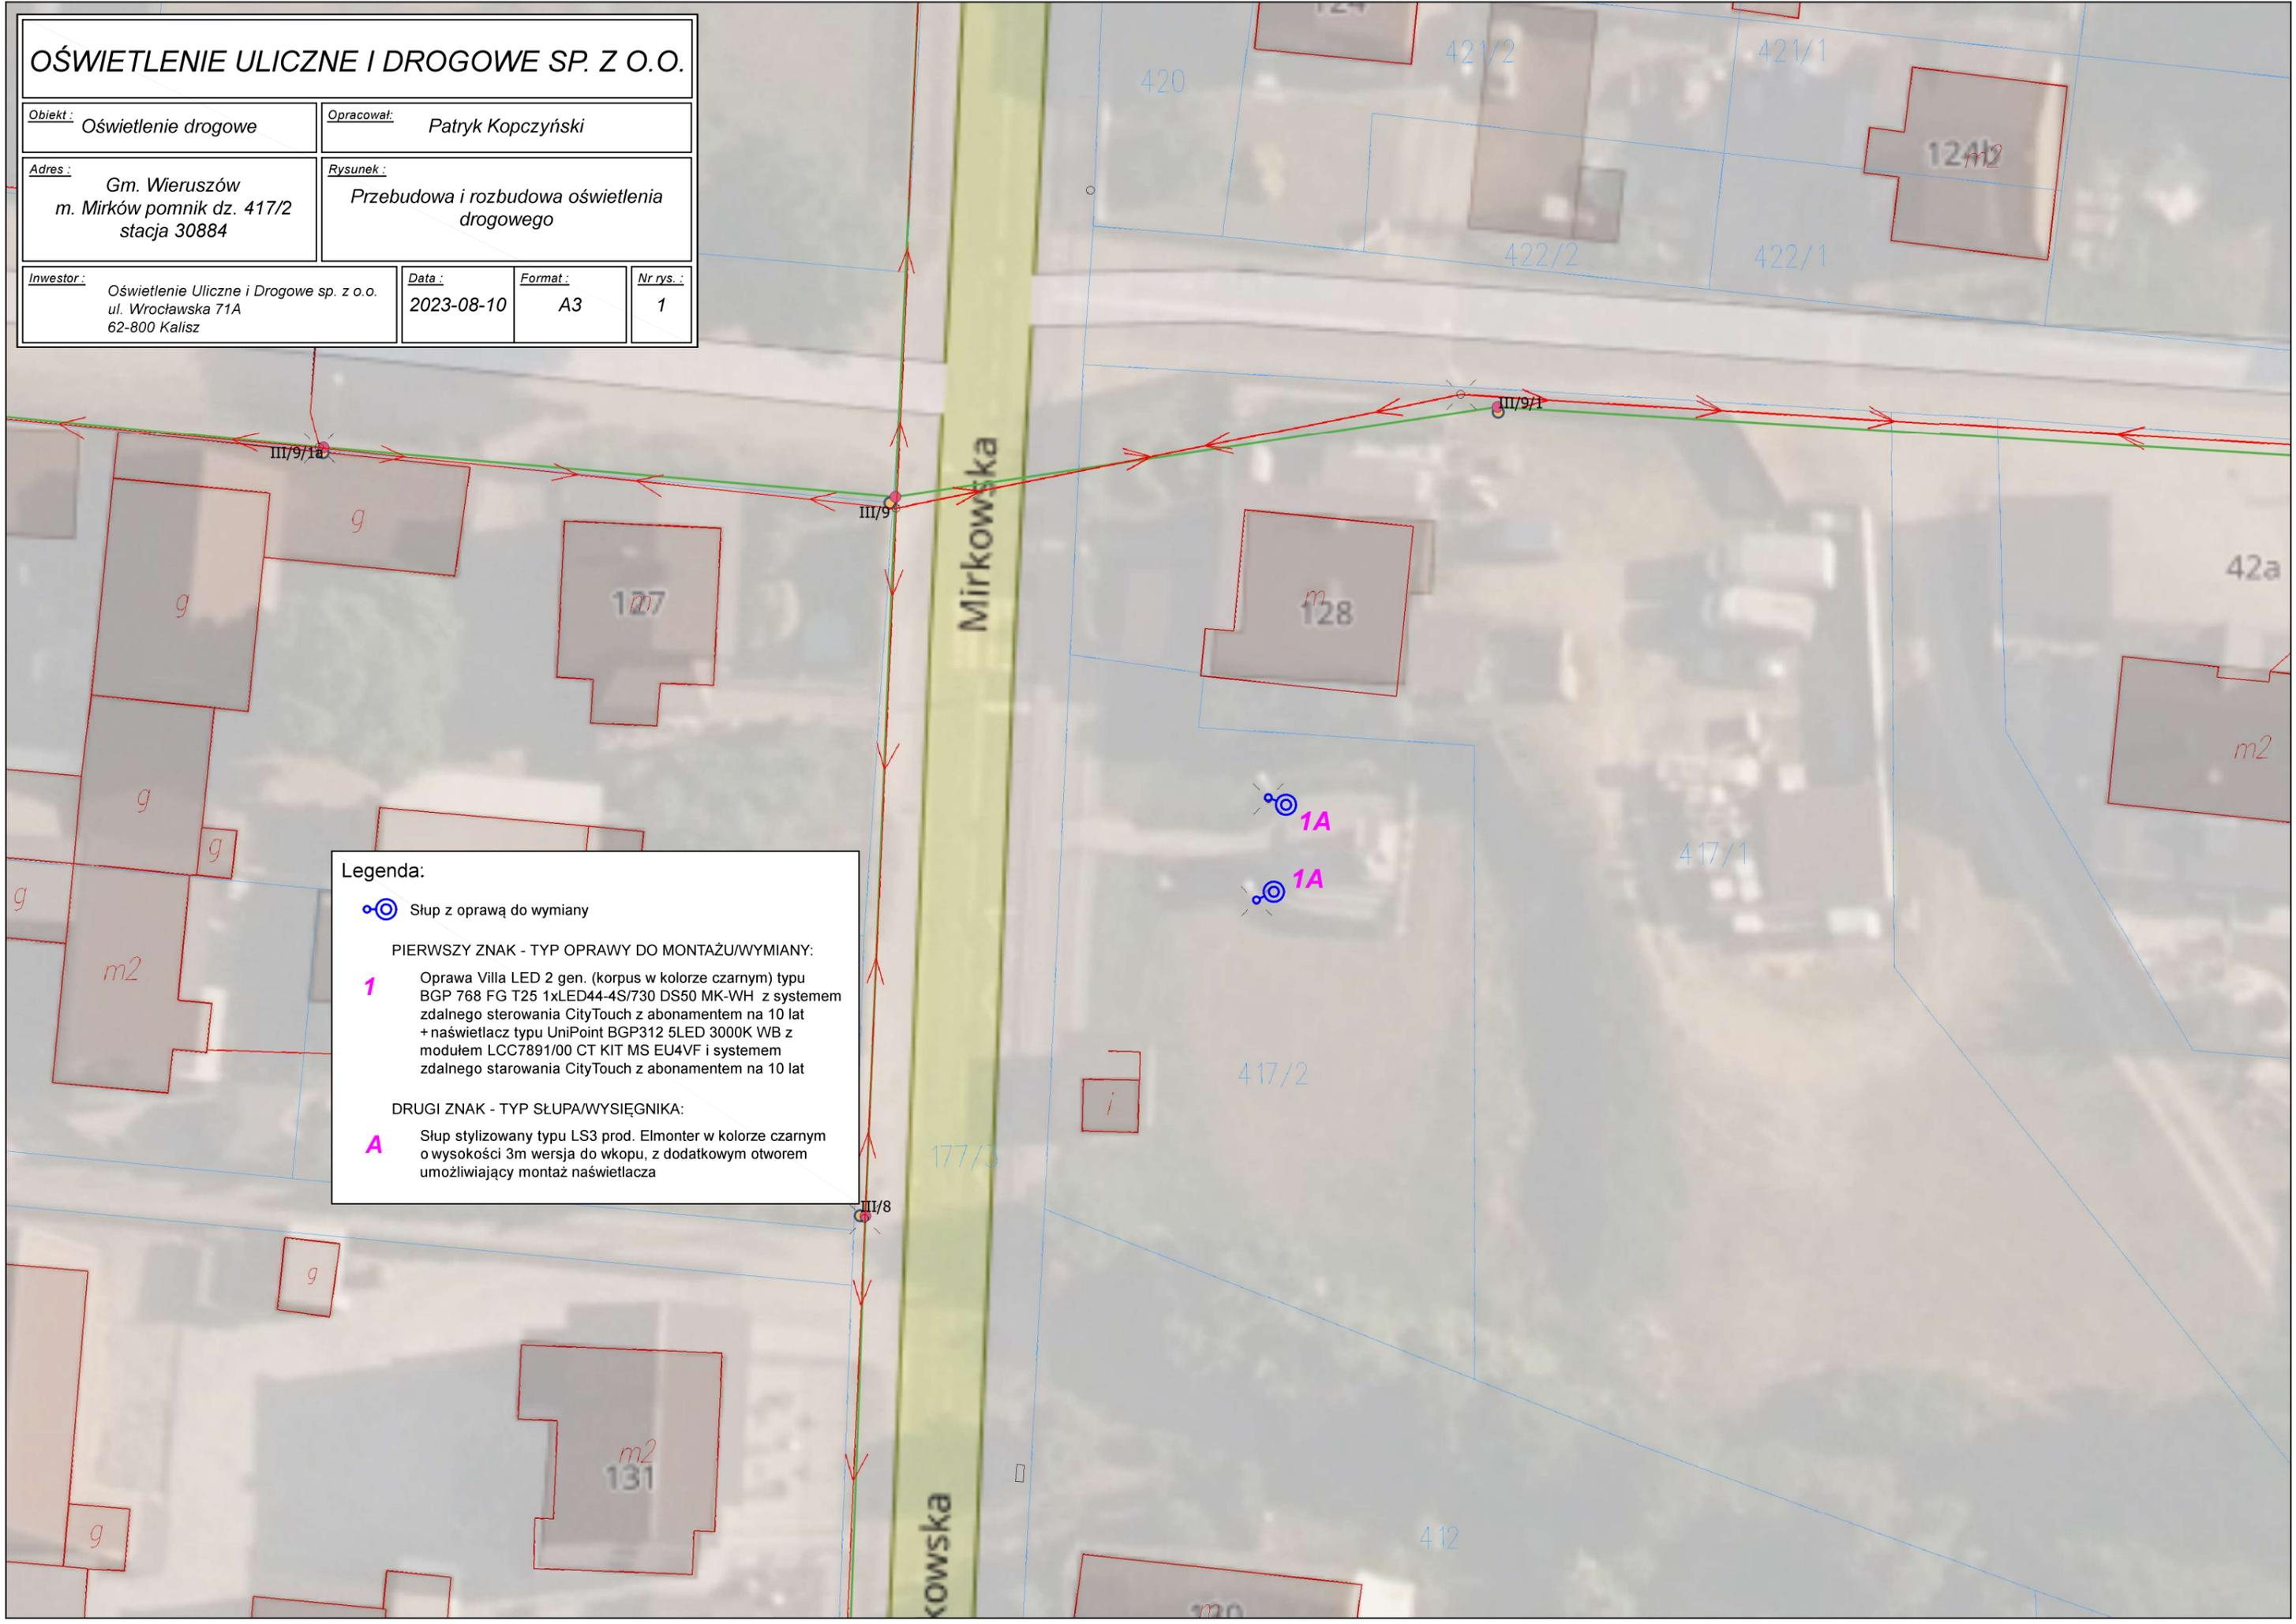 OŚWIETLENIE ULICZNE I DROGOWE SP. Z O.O.
Obiekt :
Oświetlenie drogowe
Opracował:
Patryk Kopczyński
Adres :
Gm. Wieruszów
m. Mirków pomnik dz. 417/2
stacja 30884
Rysunek :
Przebudowa i rozbudowa oświetlenia
drogowego
Inwestor :
Oświetlenie Uliczne i Drogowe sp. z o.o.
ul. Wrocławska 71A
62-800 Kalisz
Data :
2023-08-10
Format :
A3
Nr rys. :
1
124
420
421/2
421/1
124b
m2
422/2
422/1
III/9/1
III/9/1a
III/9
Mirkowska
g
g
127
m
128
m
42a
m2
g
g
g
m2
1A
1A
417/1
417/2
i
177/3
Legenda:
Słup z oprawą do wymiany
PIERWSZY ZNAK - TYP OPRAWY DO MONTAŻU/WYMIANY:
1
Oprawa Villa LED 2 gen. (korpus w kolorze czarnym) typu
BGP 768 FG T25 1xLED44-4S/730 DS50 MK-WH z systemem
zdalnego sterowania CityTouch z abonamentem na 10 lat
+ naświetlacz typu UniPoint BGP312 5LED 3000K WB z
modułem LCC7891/00 CT KIT MS EU4VF i systemem
zdalnego starowania CityTouch z abonamentem na 10 lat
DRUGI ZNAK - TYP SŁUPA/WYSIĘGNIKA:
A
Słup stylizowany typu LS3 prod. Elmonter w kolorze czarnym
o wysokości 3m wersja do wkopu, z dodatkowym otworem
umożliwiający montaż naświetlacza
III/8
g
m2
131
g
kowska
412